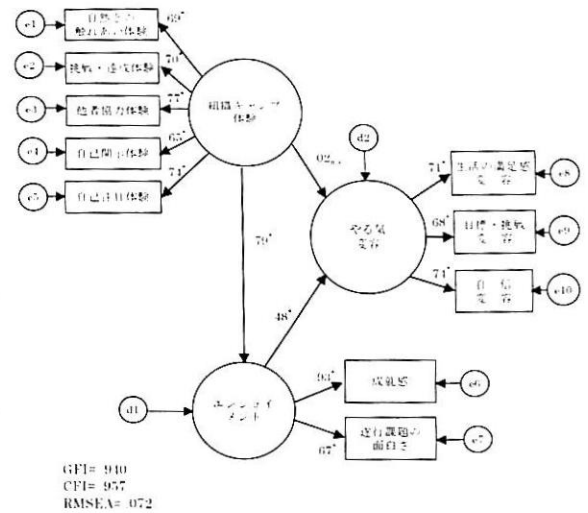 e1
自然との
触れあい体験
69*
e2
挑戦・達成体験
70*
e3
他者協力体験
77*
e4
自己開示体験
65*
e5
自己注目体験
74*
組織キャンプ
体験
d2
02n.s.
やる気
変容
71*
生活の満足感
変容
e8
68*
目標・挑戦
変容
e9
74*
自信
変容
e10
79*
48*
d1
エンジョイ
メント
93*
成就感
e6
67*
遂行課題の
面白さ
e7
GFI= 940
CFI= 957
RMSEA= 072